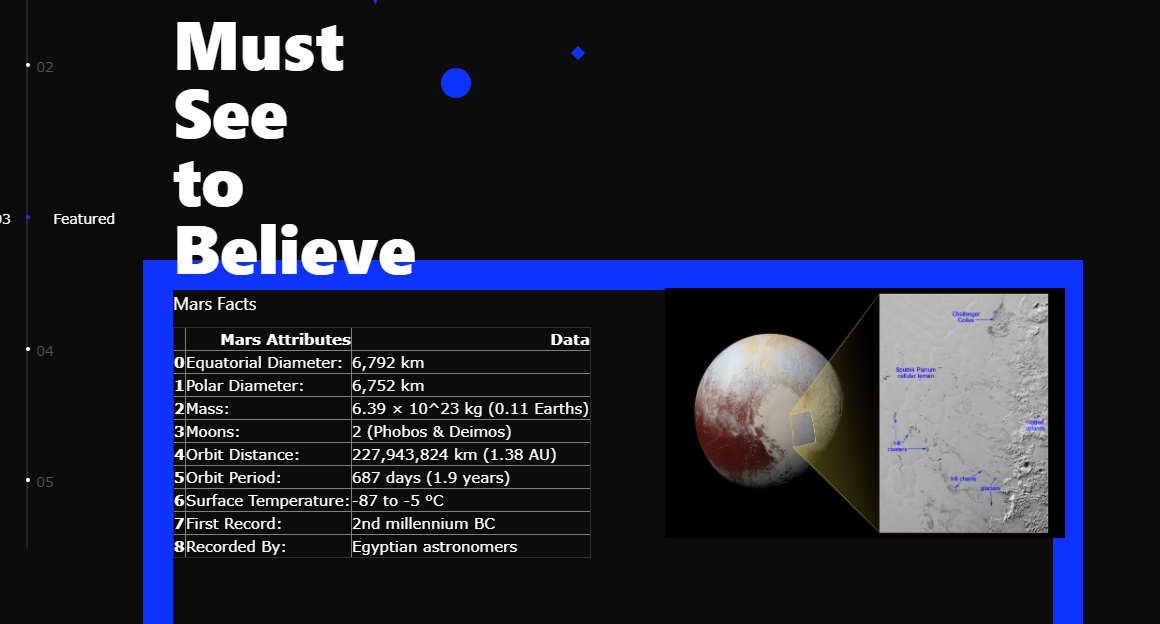 02
03
Featured
04
05
Must
See
to
Believe
Mars Facts
Mars Attributes Data
0 Equatorial Diameter: 6,792 km
1 Polar Diameter: 6,752 km
2 Mass: 6.39 × 10^23 kg (0.11 Earths)
3 Moons: 2 (Phobos & Deimos)
4 Orbit Distance: 227,943,824 km (1.38 AU)
5 Orbit Period: 687 days (1.9 years)
6 Surface Temperature: -87 to -5 °C
7 First Record: 2nd millennium BC
8 Recorded By: Egyptian astronomers
Challenger
Colles
Sputnik Planum
cellular terrain
hill
clusters
hill chains
glaciers